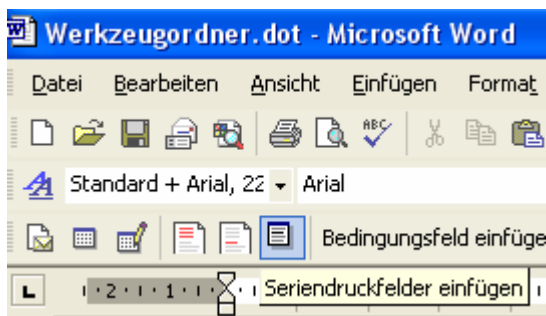 Werkzeugordner.dot - Microsoft Word
Datei Bearbeiten Ansicht Einfügen Format
ABC
Standard + Arial, 22 Arial
Bedingungsfeld einfüge
L 2 1 Seriendruckfelder einfügen